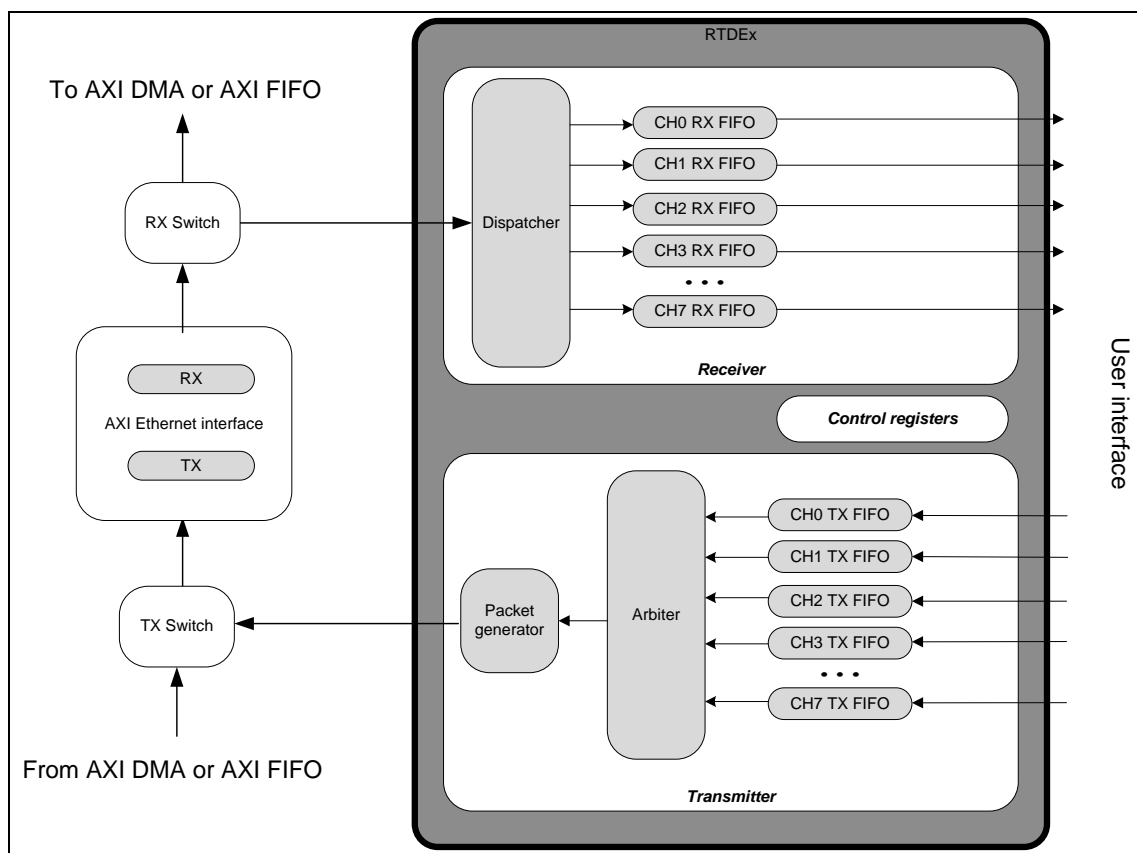 RTDEx
To AXI DMA or AXI FIFO
RX Switch
Dispatcher
CH0 RX FIFO
CH1 RX FIFO
CH2 RX FIFO
CH3 RX FIFO
. . .
CH7 RX FIFO
Receiver
RX
AXI Ethernet interface
TX
Control registers
User interface
TX Switch
Packet
generator
Arbiter
CH0 TX FIFO
CH1 TX FIFO
CH2 TX FIFO
CH3 TX FIFO
. . .
CH7 TX FIFO
From AXI DMA or AXI FIFO
Transmitter